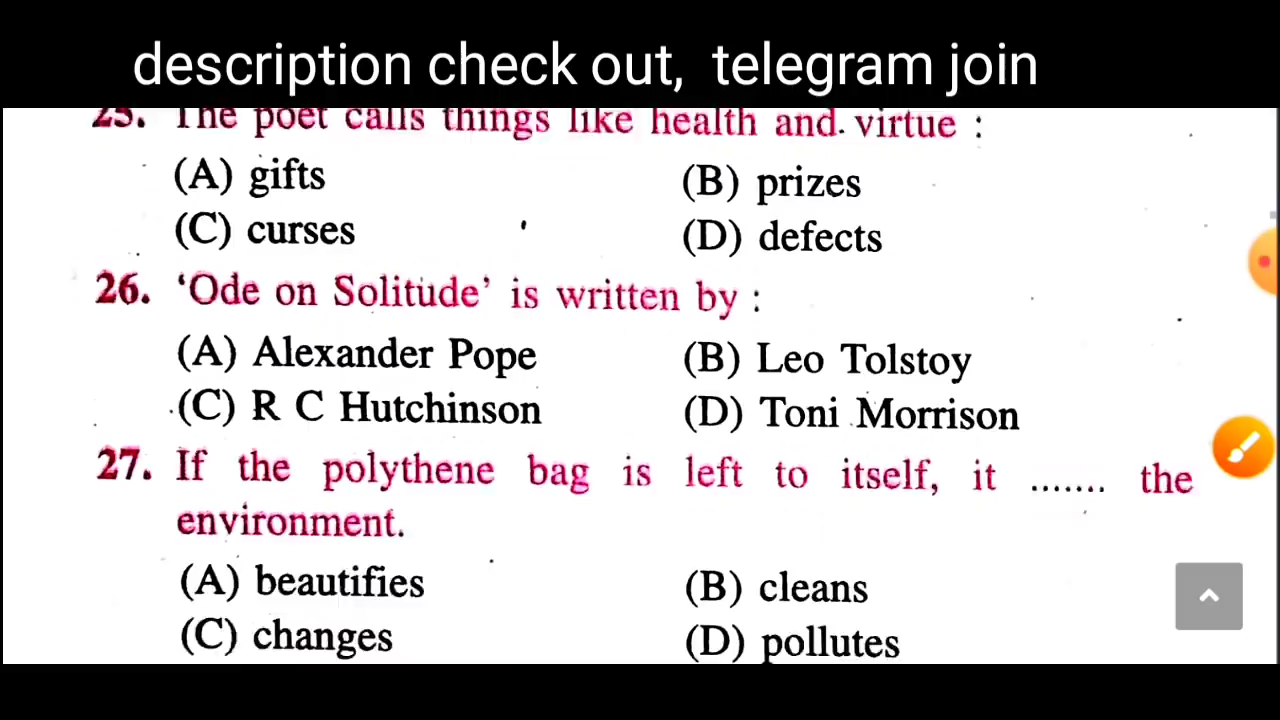 description check out, telegram join
25. The poet calls things like health and virtue :
(A) gifts (B) prizes
(C) curses (D) defects
26. ‘Ode on Solitude’ is written by :
(A) Alexander Pope (B) Leo Tolstoy
(C) R C Hutchinson (D) Toni Morrison
27. If the polythene bag is left to itself, it ....... the
environment.
(A) beautifies (B) cleans
(C) changes (D) pollutes